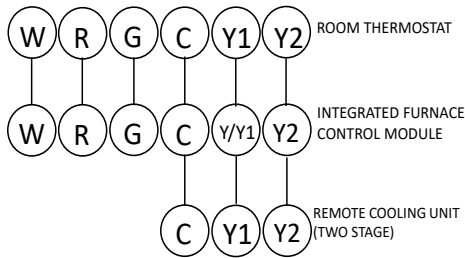 W R G C Y1 Y2 ROOM THERMOSTAT
W R G C Y/Y1 Y2 INTEGRATED FURNACE
CONTROL MODULE
C Y1 Y2 REMOTE COOLING UNIT
(TWO STAGE)